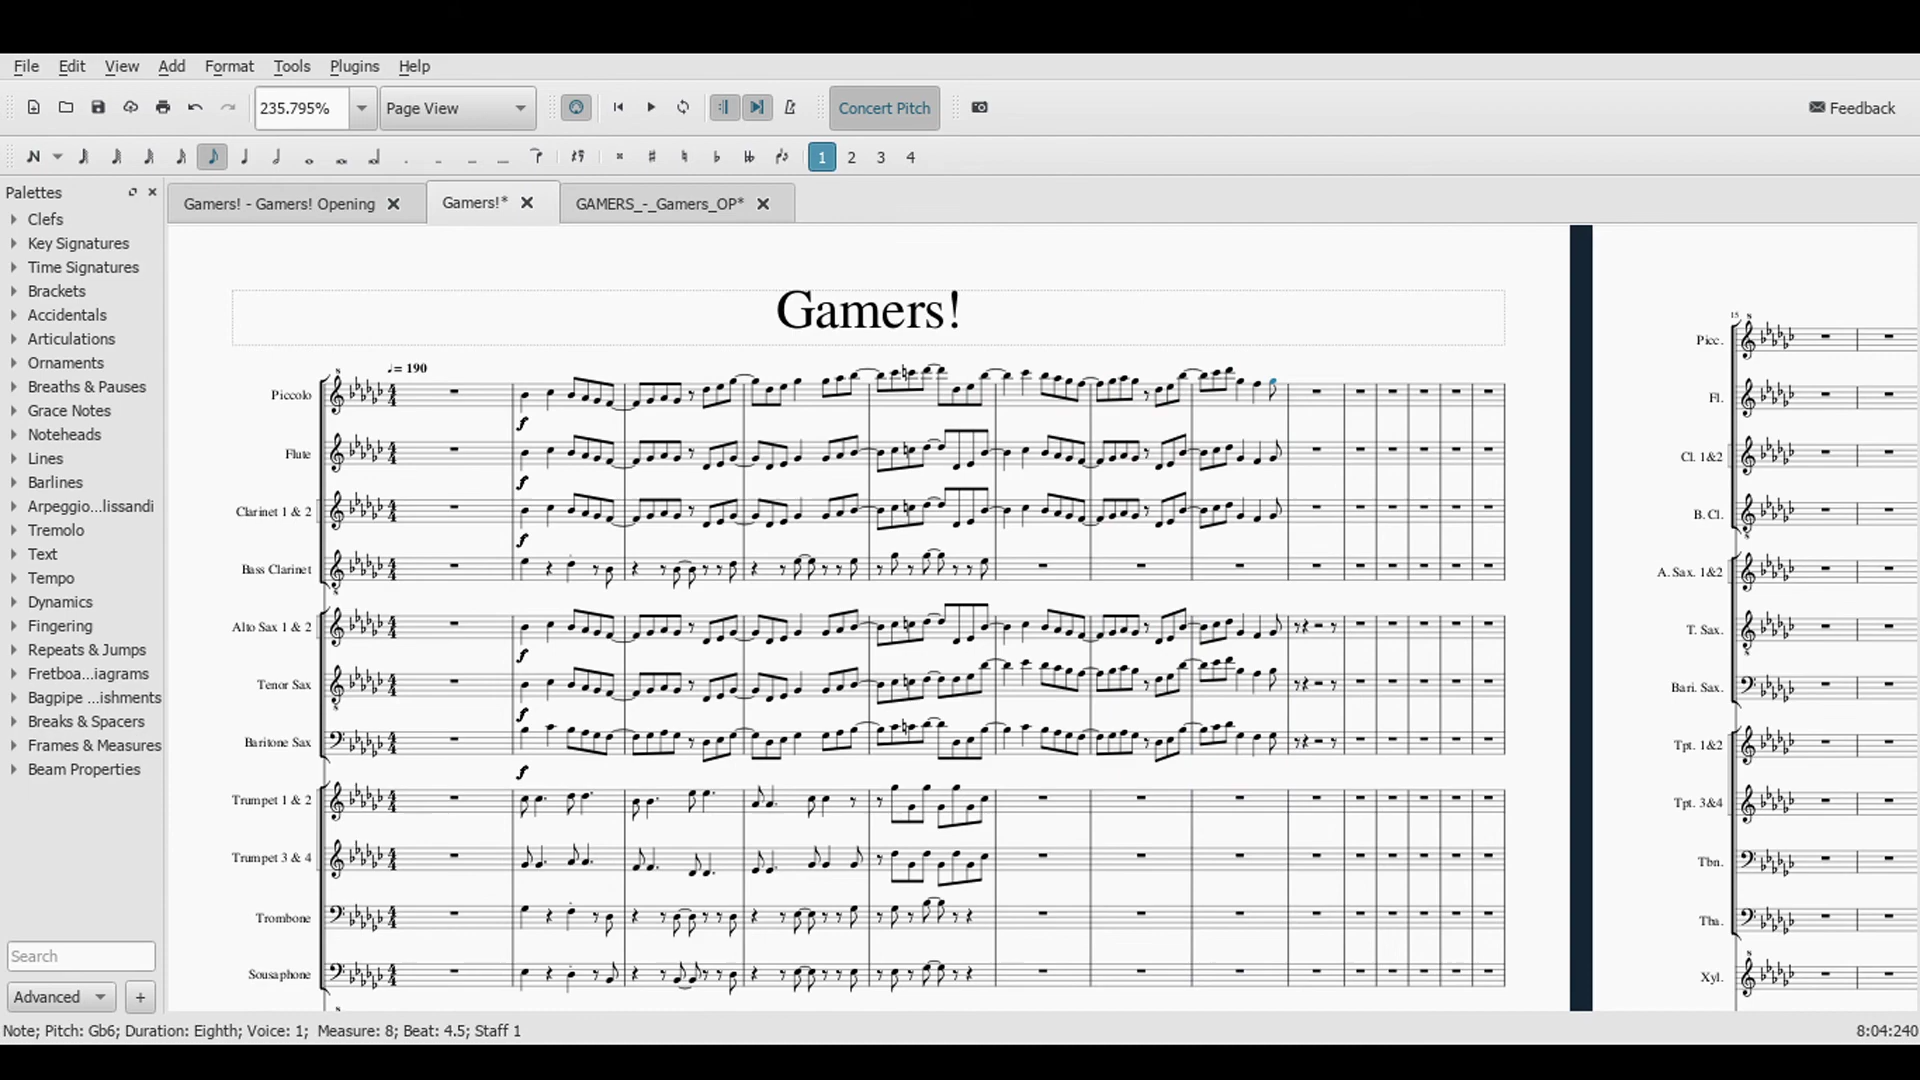 File Edit View Add Format Tools Plugins Help
235.795% Page View Concert Pitch Feedback
1 2 3 4
Palettes
Clefs
Key Signatures
Time Signatures
Brackets
Accidentals
Articulations
Ornaments
Breaths & Pauses
Grace Notes
Noteheads
Lines
Barlines
Arpeggio...lissandi
Tremolo
Text
Tempo
Dynamics
Fingering
Repeats & Jumps
Fretboa...iagrams
Bagpipe ...ishments
Breaks & Spacers
Frames & Measures
Beam Properties
Search
Advanced +
Gamers! - Gamers! Opening Gamers!* GAMERS_-_Gamers_OP*
Gamers!
♩= 190
Piccolo
Flute
Clarinet 1 & 2
Bass Clarinet
Alto Sax 1 & 2
Tenor Sax
Baritone Sax
Trumpet 1 & 2
Trumpet 3 & 4
Trombone
Sousaphone
15
Picc.
Fl.
Cl. 1&2
B. Cl.
A. Sax. 1&2
T. Sax.
Bari. Sax.
Tpt. 1&2
Tpt. 3&4
Tbn.
Tba.
Xyl.
Note; Pitch: Gb6; Duration: Eighth; Voice: 1; Measure: 8; Beat: 4.5; Staff 1 8:04:240